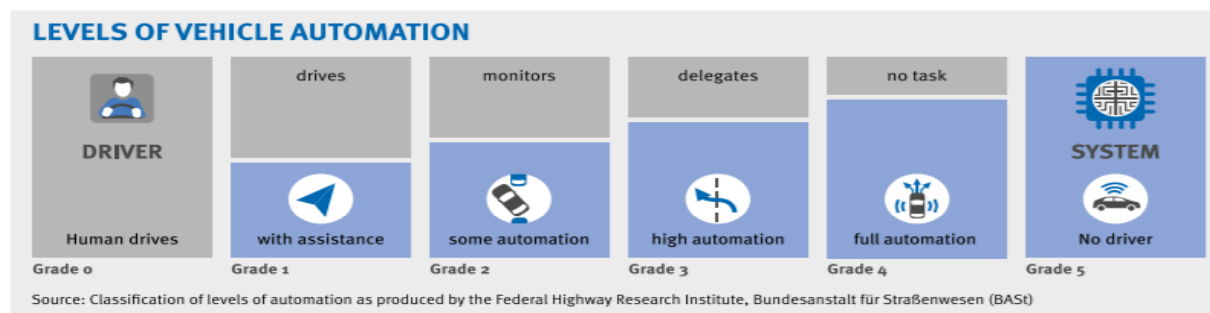 LEVELS OF VEHICLE AUTOMATION
drives
monitors
delegates
no task
DRIVER
SYSTEM
Human drives
with assistance
some automation
high automation
full automation
No driver
Grade 0
Grade 1
Grade 2
Grade 3
Grade 4
Grade 5
Source: Classification of levels of automation as produced by the Federal Highway Research Institute, Bundesanstalt für Straßenwesen (BASt)